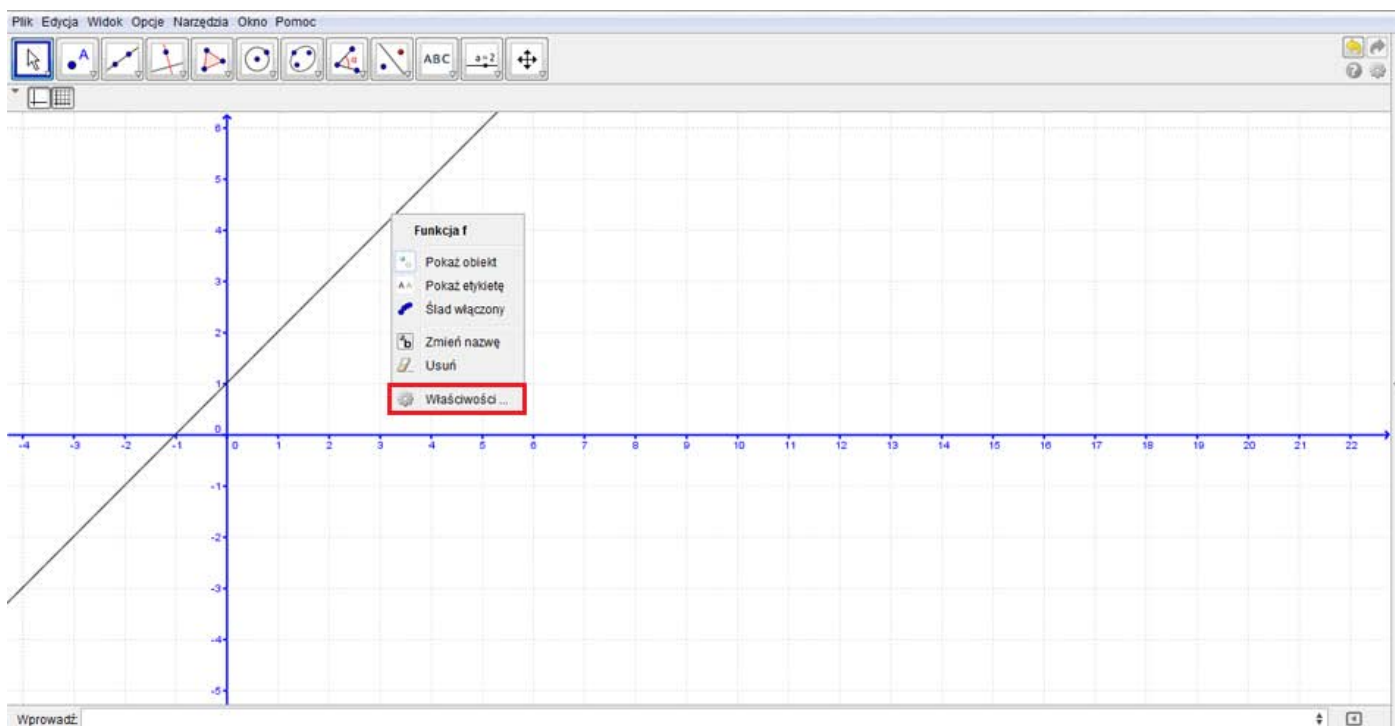 Plik Edycja Widok Opcje Narzędzia Okno Pomoc
A α ABC a=2
6
5
4
3
2
1
0
-4 -3 -2 -1 0 1 2 3 4 5 6 7 8 9 10 11 12 13 14 15 16 17 18 19 20 21 22
-1
-2
-3
-4
-5
Funkcja f
Pokaż obiekt
AA Pokaż etykietę
Ślad włączony
ab Zmień nazwę
Usuń
Właściwości ...
Wprowadź: